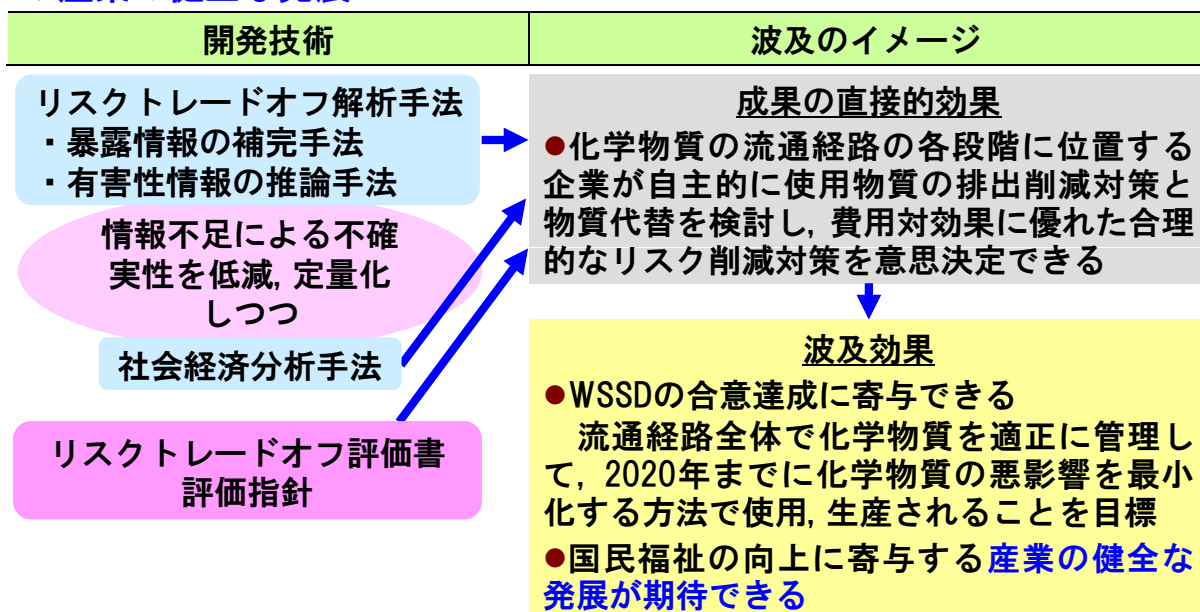 開発技術
波及のイメージ
リスクトレードオフ解析手法
・暴露情報の補完手法
・有害性情報の推論手法
情報不足による不確
実性を低減, 定量化
しつつ
社会経済分析手法
リスクトレードオフ評価書
評価指針
成果の直接的効果
●化学物質の流通経路の各段階に位置する
企業が自主的に使用物質の排出削減対策と
物質代替を検討し, 費用対効果に優れた合理
的なリスク削減対策を意思決定できる
波及効果
●WSSDの合意達成に寄与できる
流通経路全体で化学物質を適正に管理し
て, 2020年までに化学物質の悪影響を最小
化する方法で使用, 生産されることを目標
●国民福祉の向上に寄与する産業の健全な
発展が期待できる